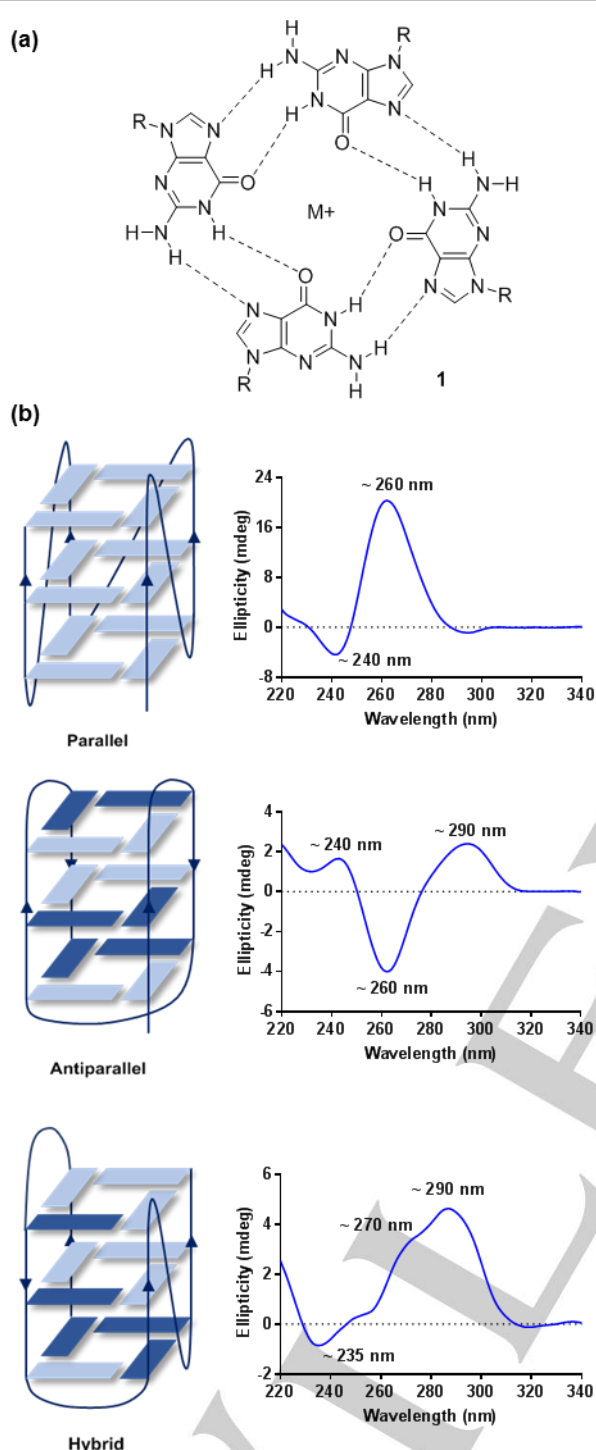 (a)
H
R
H
N
N
N
H
N
N
R
N
N
O
H
N
O
H
N
N
H
H
N
H
N
M+
O
N
H
N
H
O
N
N
R
N
N
H
N
N
H
N
H
R
1
(b)
24
16
8
0
-8
~ 260 nm
~ 240 nm
Ellipticity (mdeg)
220 240 260 280 300 320 340
Wavelength (nm)
Parallel
4
2
0
-2
-4
-6
~ 240 nm
~ 290 nm
~ 260 nm
Ellipticity (mdeg)
220 240 260 280 300 320 340
Wavelength (nm)
Antiparallel
6
4
2
0
-2
~ 290 nm
~ 270 nm
~ 235 nm
Ellipticity (mdeg)
220 240 260 280 300 320 340
Wavelength (nm)
Hybrid